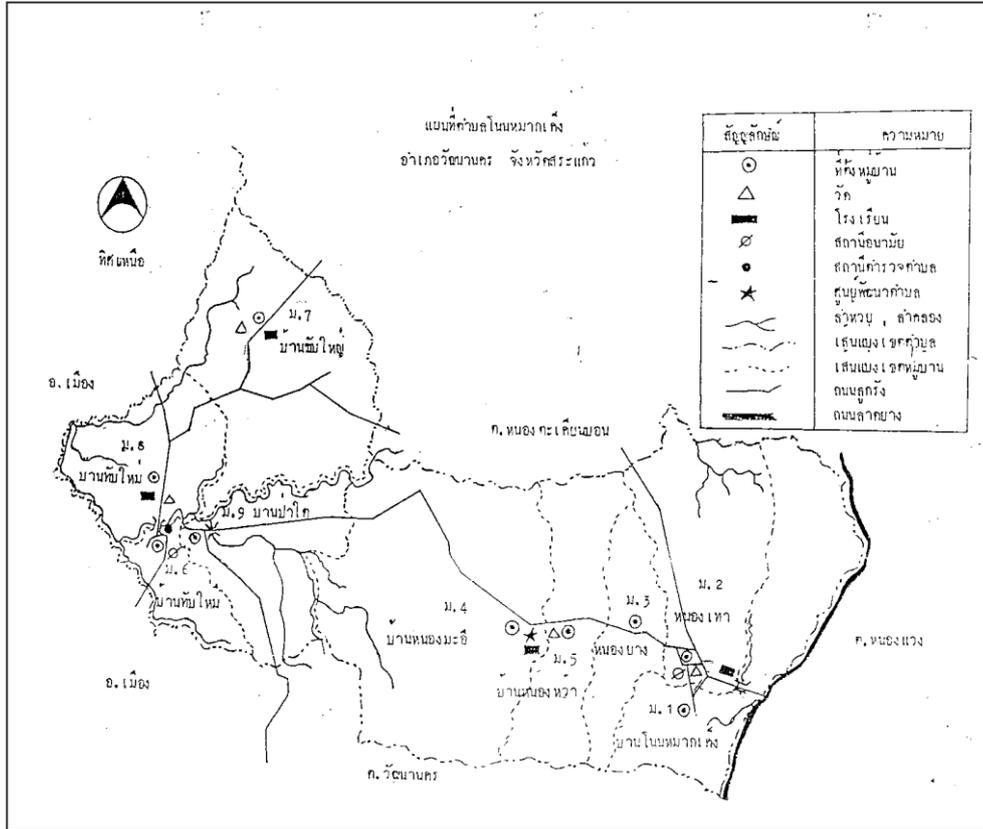 แผนที่ตำบลโนนหมากเค็ง
อำเภอวัฒนานคร จังหวัดสระแก้ว
ทิศเหนือ
สัญลักษณ์ ความหมาย
ที่ตั้งหมู่บ้าน
วัด
โรงเรียน
สถานีอนามัย
สถานีตำรวจตำบล
ศูนย์พัฒนาตำบล
ลำห้วย , ลำคลอง
เส้นแบ่งเขตตำบล
เส้นแบ่งเขตหมู่บ้าน
ถนนลูกรัง
ถนนลาดยาง
ม.7
บ้านซับใหญ่
อ.เมือง
ต.หนองตะเคียนบอน
ม.8
บ้านทับใหม่
ม.9 บ้านป่าไต
ม.6
บ้านทับใหม่
ม.4
บ้านหนองมะอึ
ม.3
หนองยาง
ม.2
หนองเทา
ม.5
บ้านหนองหว้า
ม.1
บ้านโนนหมากเค็ง
ต.หนองแวง
อ.เมือง
ต.วัฒนานคร